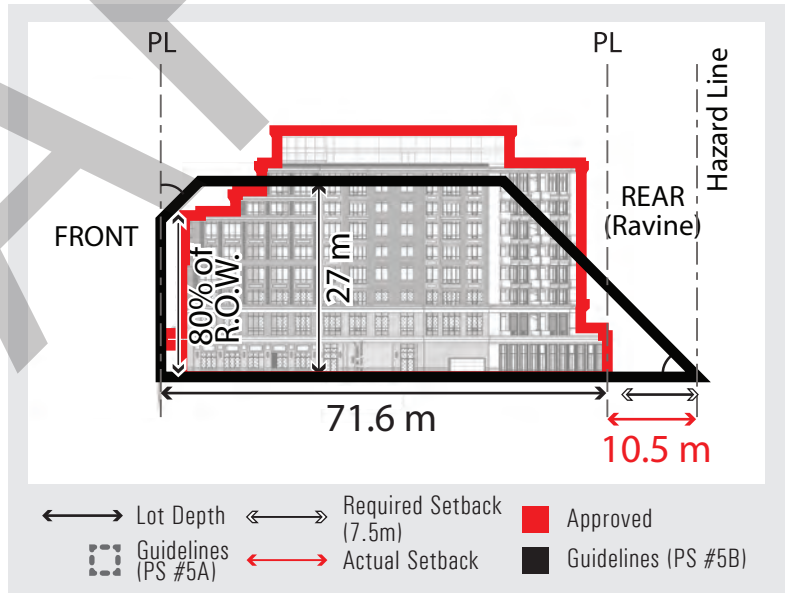 PL
PL
Hazard Line
REAR
(Ravine)
FRONT
80% of
R.O.W.
27 m
71.6 m
10.5 m
Lot Depth
Required Setback
(7.5m)
Approved
Guidelines
(PS #5A)
Actual Setback
Guidelines (PS #5B)